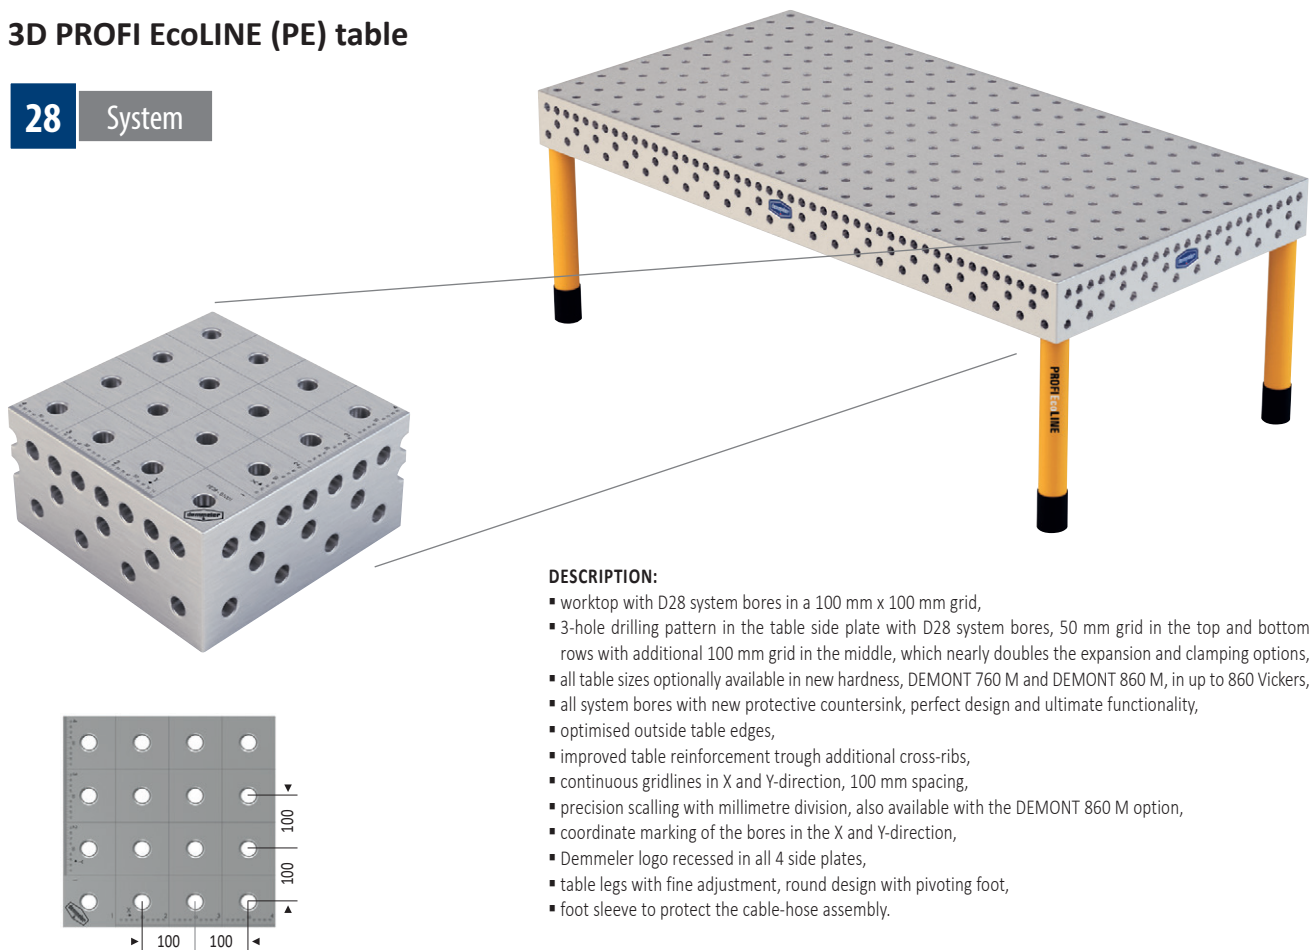 3D PROFI EcoLINE (PE) table
28 System
demmeler
demmeler
PROFI EcoLINE
demmeler
DESCRIPTION:
▪ worktop with D28 system bores in a 100 mm x 100 mm grid,
▪ 3-hole drilling pattern in the table side plate with D28 system bores, 50 mm grid in the top and bottom
rows with additional 100 mm grid in the middle, which nearly doubles the expansion and clamping options,
▪ all table sizes optionally available in new hardness, DEMONT 760 M and DEMONT 860 M, in up to 860 Vickers,
▪ all system bores with new protective countersink, perfect design and ultimate functionality,
▪ optimised outside table edges,
▪ improved table reinforcement trough additional cross-ribs,
▪ continuous gridlines in X and Y-direction, 100 mm spacing,
▪ precision scalling with millimetre division, also available with the DEMONT 860 M option,
▪ coordinate marking of the bores in the X and Y-direction,
▪ Demmeler logo recessed in all 4 side plates,
▪ table legs with fine adjustment, round design with pivoting foot,
▪ foot sleeve to protect the cable-hose assembly.
100
100
100 100